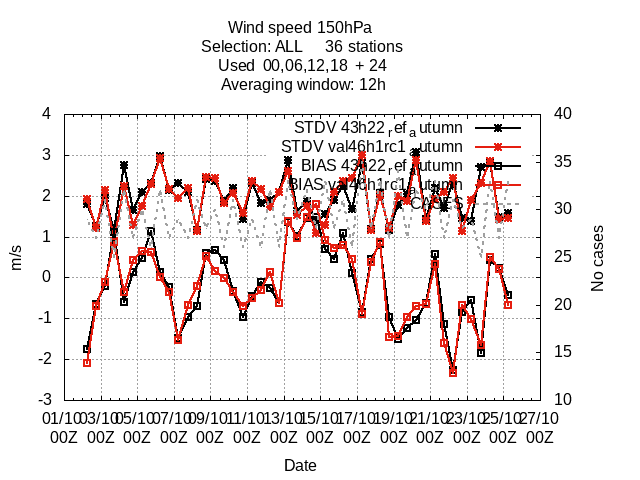 Wind speed 150hPa
Selection: ALL 36 stations
Used 00,06,12,18 + 24
Averaging window: 12h
STDV 43h22refautumn
STDV val46h1rc1autumn
BIAS 43h22refautumn
BIAS val46h1rc1autumn
CASES
4
3
2
1
0
-1
-2
-3
m/s
40
35
30
25
20
15
10
No cases
01/10 03/10 05/10 07/10 09/10 11/10 13/10 15/10 17/10 19/10 21/10 23/10 25/10 27/10
00Z 00Z 00Z 00Z 00Z 00Z 00Z 00Z 00Z 00Z 00Z 00Z 00Z 00Z
Date